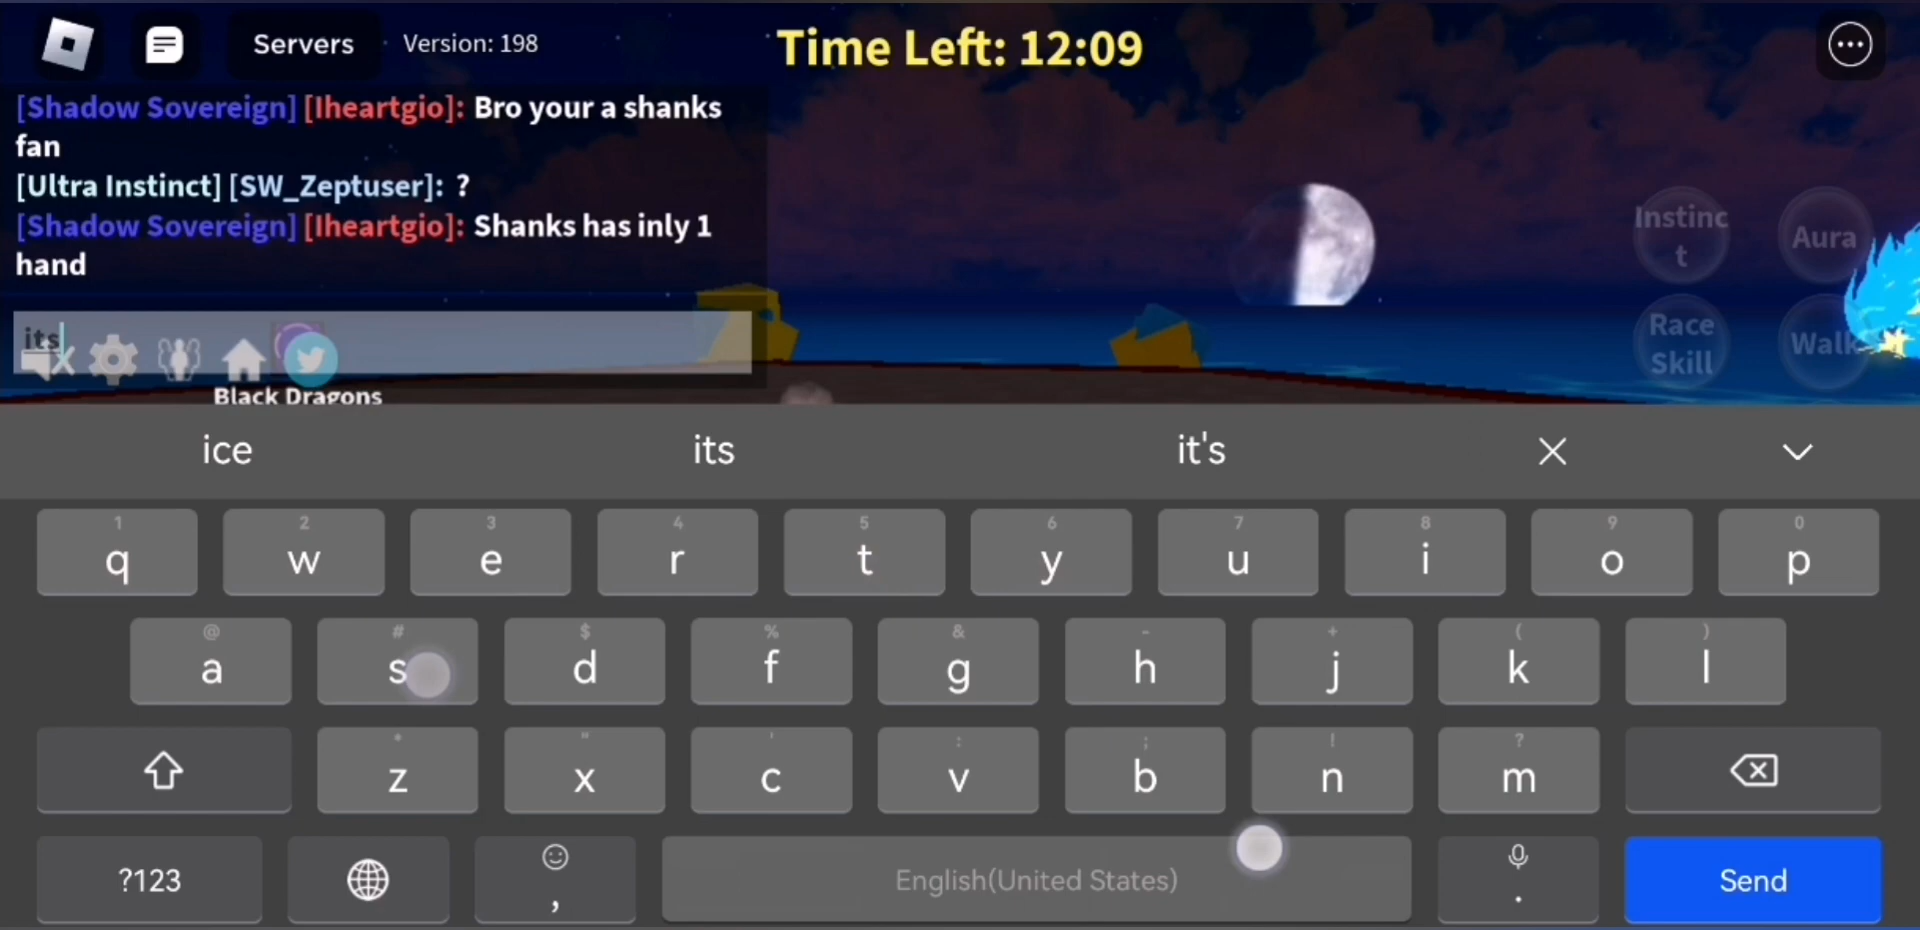 Servers
Version: 198
Time Left: 12:09
[Shadow Sovereign] [Iheartgio]: Bro your a shanks
fan
[Ultra Instinct] [SW_Zeptuser]: ?
[Shadow Sovereign] [Iheartgio]: Shanks has inly 1
hand
Instinc
t
Aura
Race
Skill
Walk
its
Black Dragons
ice its it's
1 2 3 4 5 6 7 8 9 0
q w e r t y u i o p
@ # $ % & - + ( )
a s d f g h j k l
* " ' : ; ! ?
z x c v b n m
?123 , English(United States) . Send